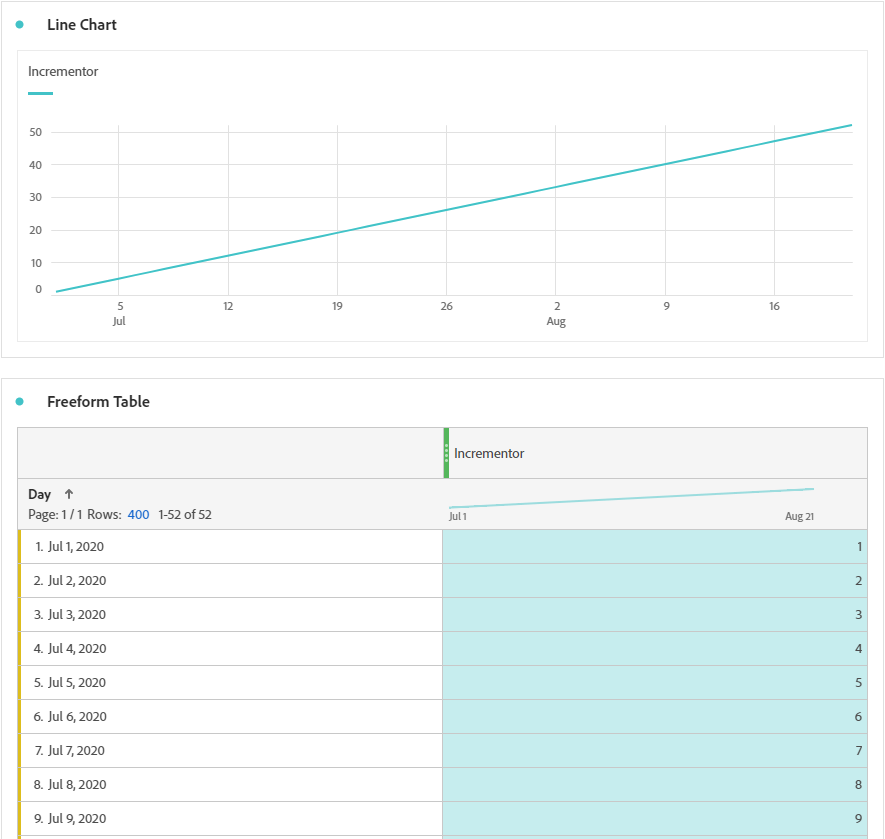 Line Chart
Incrementor
50
40
30
20
10
0
5 12 19 26 2 9 16
Jul Aug
Freeform Table
Incrementor
Day ↑
Page: 1 / 1 Rows: 400 1-52 of 52
Jul 1 Aug 21
1. Jul 1, 2020 1
2. Jul 2, 2020 2
3. Jul 3, 2020 3
4. Jul 4, 2020 4
5. Jul 5, 2020 5
6. Jul 6, 2020 6
7. Jul 7, 2020 7
8. Jul 8, 2020 8
9. Jul 9, 2020 9